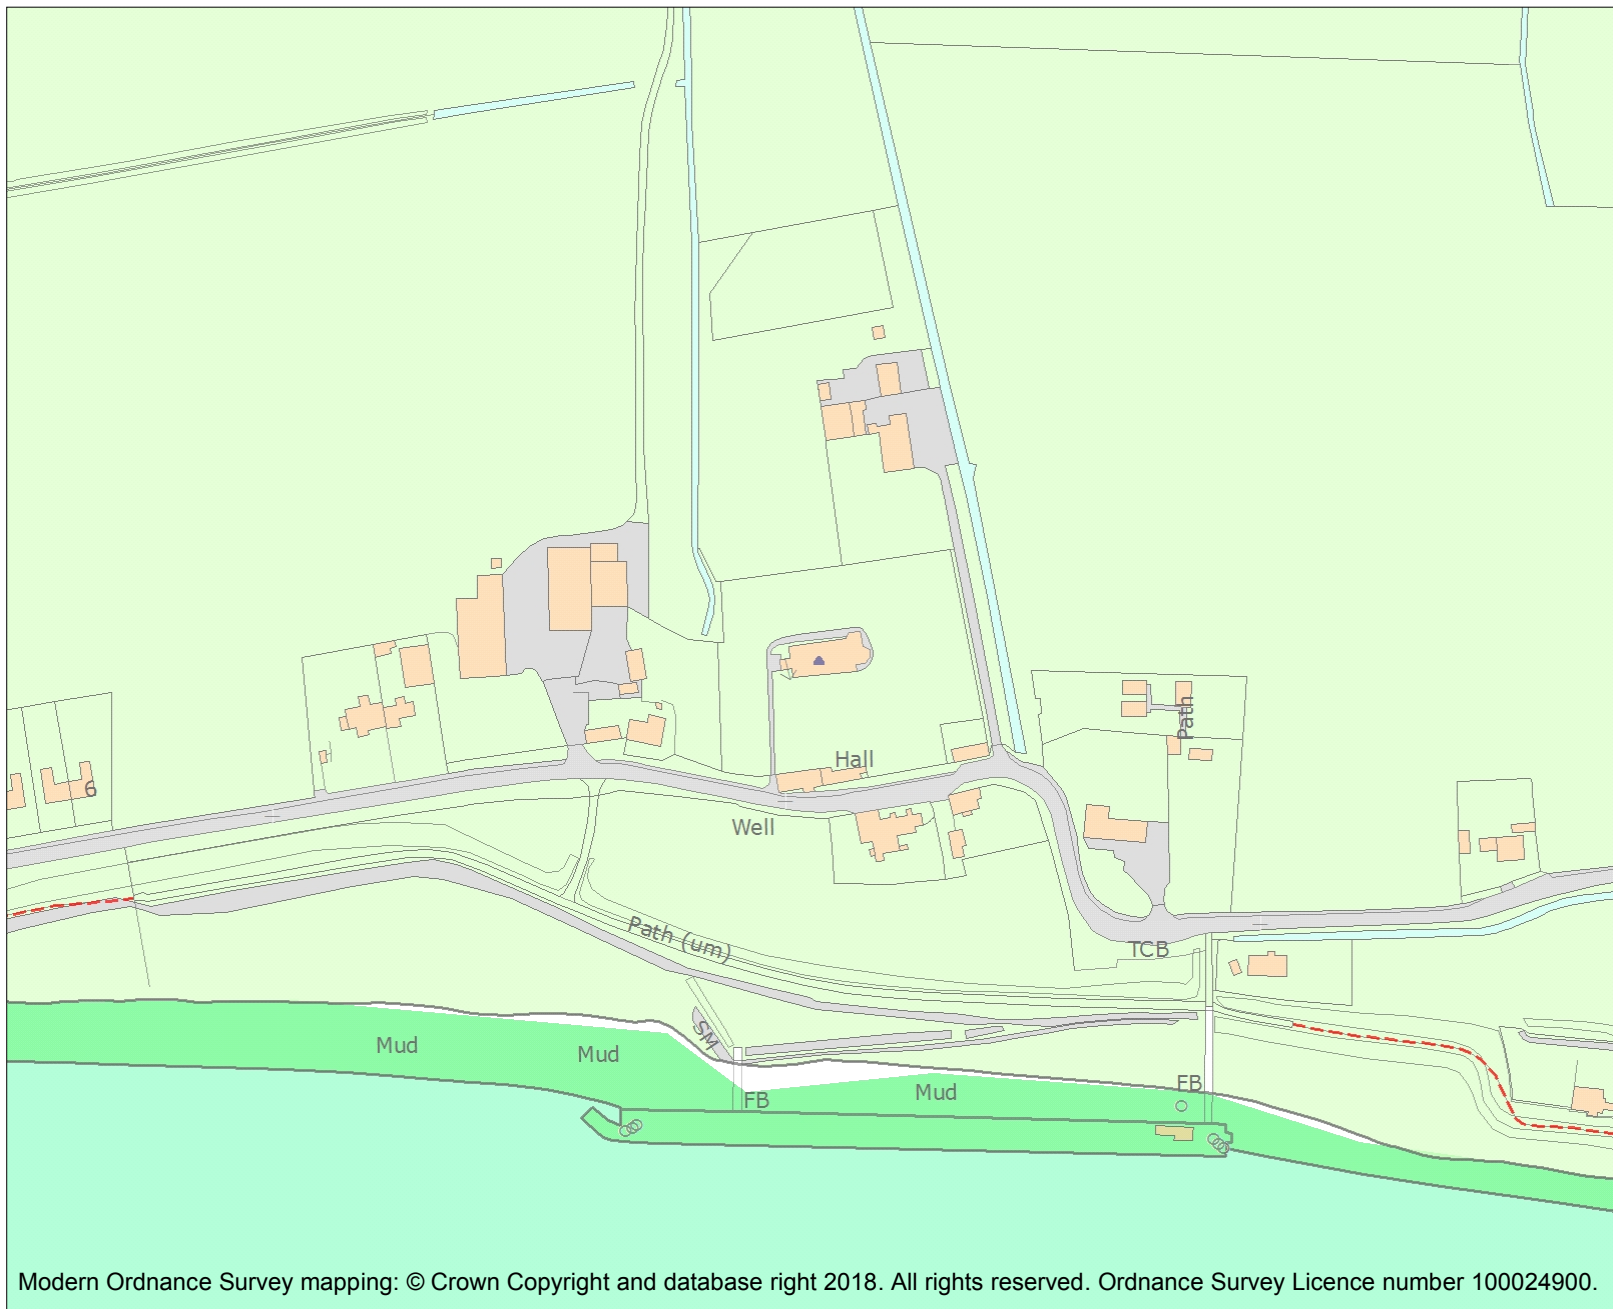 Path
Hall
6
Well
Path (um)
TCB
SM
Mud
Mud
FB
Mud
FB
Modern Ordnance Survey mapping: © Crown Copyright and database right 2018. All rights reserved. Ordnance Survey Licence number 100024900.